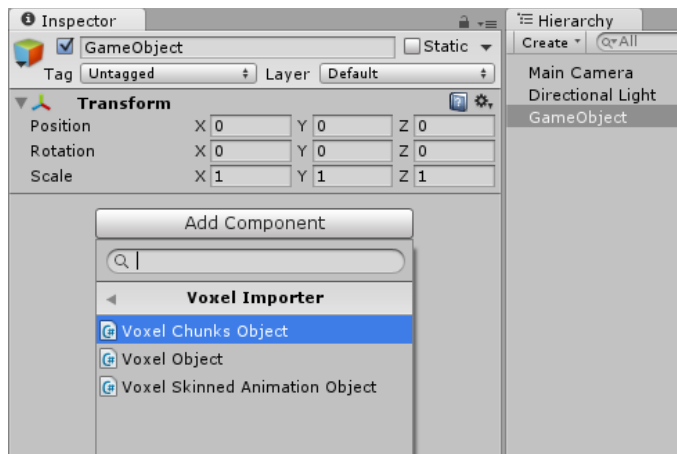 Inspector
GameObject Static
Tag Untagged Layer Default
Transform
Position X 0 Y 0 Z 0
Rotation X 0 Y 0 Z 0
Scale X 1 Y 1 Z 1
Add Component
Voxel Importer
Voxel Chunks Object
Voxel Object
Voxel Skinned Animation Object
Hierarchy
Create All
Main Camera
Directional Light
GameObject